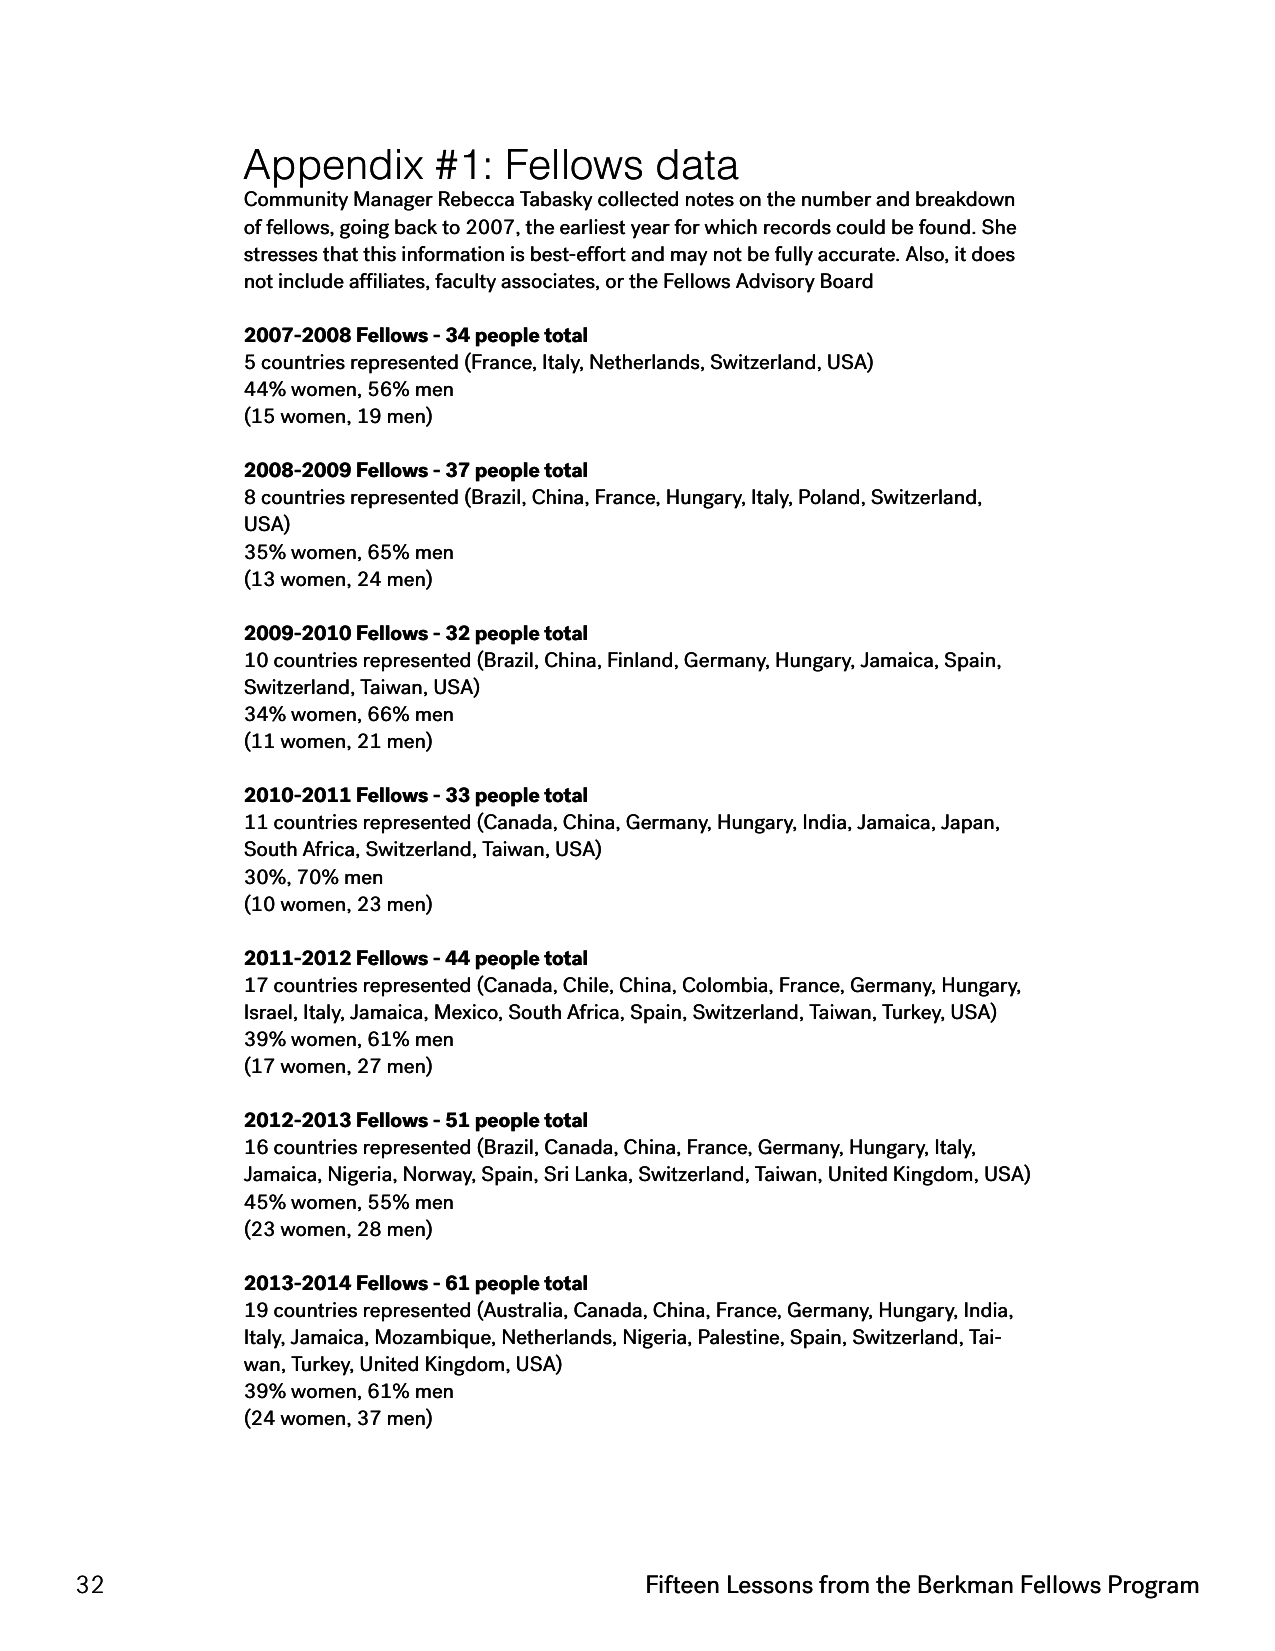 Appendix #1: Fellows data
Community Manager Rebecca Tabasky collected notes on the number and breakdown
of fellows, going back to 2007, the earliest year for which records could be found. She
stresses that this information is best-effort and may not be fully accurate. Also, it does
not include affiliates, faculty associates, or the Fellows Advisory Board
2007-2008 Fellows - 34 people total
5 countries represented (France, Italy, Netherlands, Switzerland, USA)
44% women, 56% men
(15 women, 19 men)
2008-2009 Fellows - 37 people total
8 countries represented (Brazil, China, France, Hungary, Italy, Poland, Switzerland,
USA)
35% women, 65% men
(13 women, 24 men)
2009-2010 Fellows - 32 people total
10 countries represented (Brazil, China, Finland, Germany, Hungary, Jamaica, Spain,
Switzerland, Taiwan, USA)
34% women, 66% men
(11 women, 21 men)
2010-2011 Fellows - 33 people total
11 countries represented (Canada, China, Germany, Hungary, India, Jamaica, Japan,
South Africa, Switzerland, Taiwan, USA)
30%, 70% men
(10 women, 23 men)
2011-2012 Fellows - 44 people total
17 countries represented (Canada, Chile, China, Colombia, France, Germany, Hungary,
Israel, Italy, Jamaica, Mexico, South Africa, Spain, Switzerland, Taiwan, Turkey, USA)
39% women, 61% men
(17 women, 27 men)
2012-2013 Fellows - 51 people total
16 countries represented (Brazil, Canada, China, France, Germany, Hungary, Italy,
Jamaica, Nigeria, Norway, Spain, Sri Lanka, Switzerland, Taiwan, United Kingdom, USA)
45% women, 55% men
(23 women, 28 men)
2013-2014 Fellows - 61 people total
19 countries represented (Australia, Canada, China, France, Germany, Hungary, India,
Italy, Jamaica, Mozambique, Netherlands, Nigeria, Palestine, Spain, Switzerland, Tai-
wan, Turkey, United Kingdom, USA)
39% women, 61% men
(24 women, 37 men)
32
Fifteen Lessons from the Berkman Fellows Program